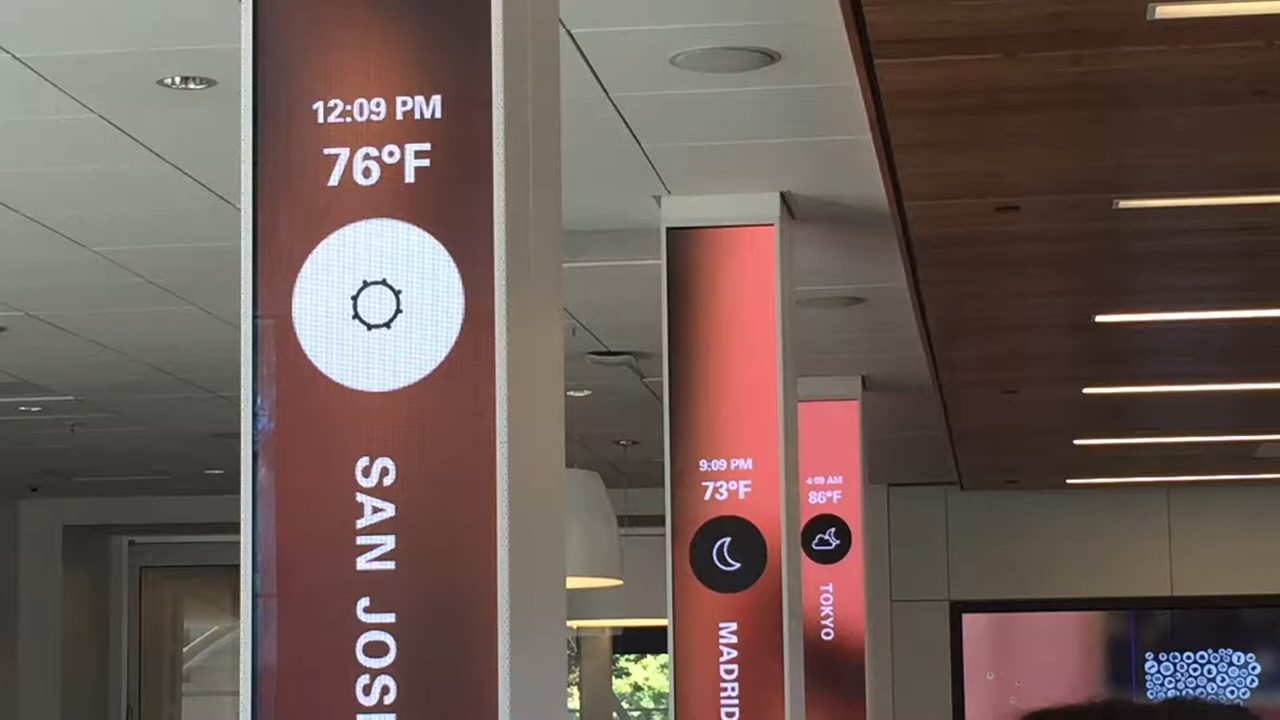 12:09 PM
76°F
SAN JOS
9:09 PM
73°F
MADRID
4:09 AM
86°F
TOKYO